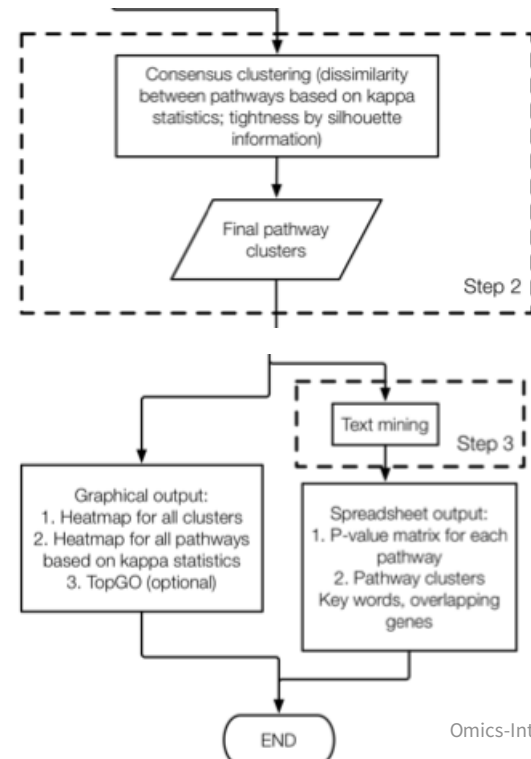 Consensus clustering (dissimilarity
between pathways based on kappa
statistics; tightness by silhouette
information)
Final pathway
clusters
Step 2
Text mining
Step 3
Graphical output:
1. Heatmap for all clusters
2. Heatmap for all pathways
based on kappa statistics
3. TopGO (optional)
Spreadsheet output:
1. P-value matrix for each
pathway
2. Pathway clusters
Key words, overlapping
genes
END
Omics-Int